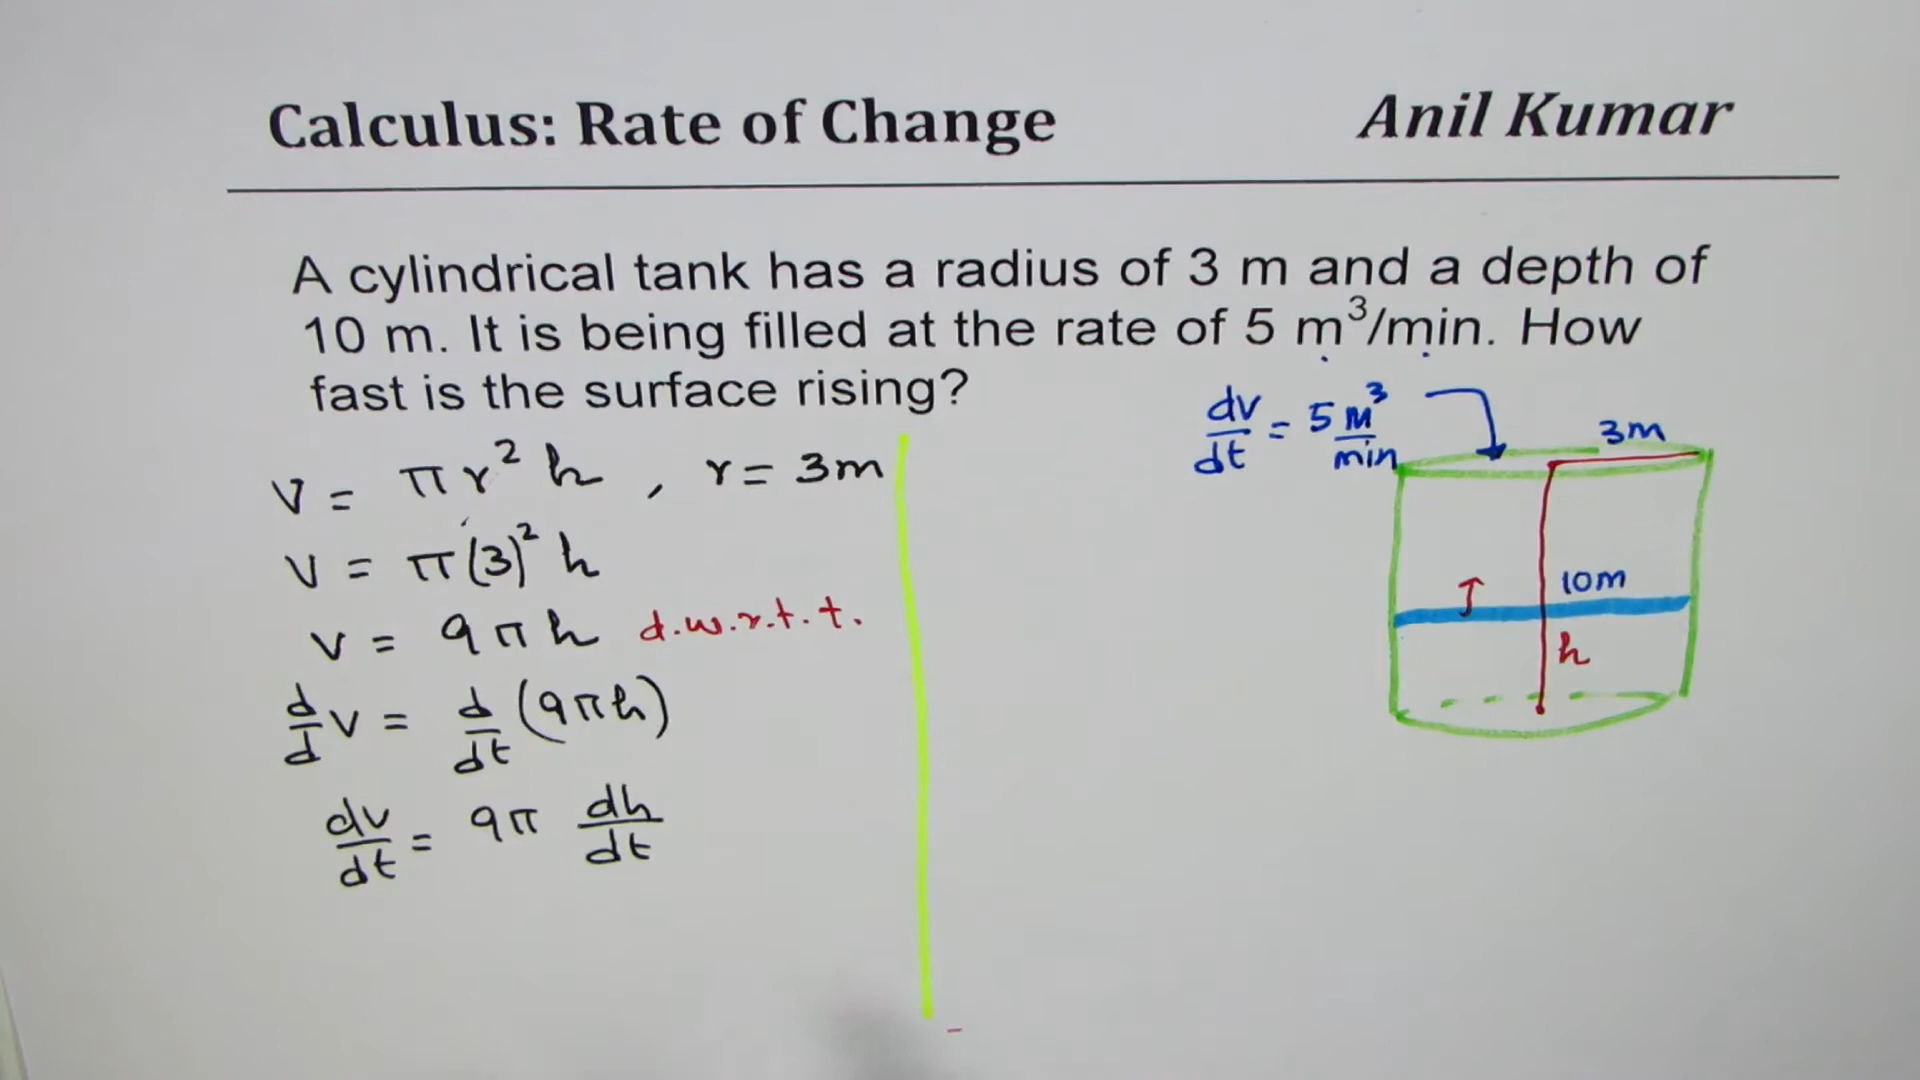 Calculus: Rate of Change
Anil Kumar
A cylindrical tank has a radius of 3 m and a depth of
10 m. It is being filled at the rate of 5 m³/min. How
fast is the surface rising?
dv/dt = 5 m³/min
3m
10m
h
V = πr²h , r = 3m
V = π(3)²h
V = 9πh d.w.r.t.t.
d/d V = d/dt (9πh)
dv/dt = 9π dh/dt